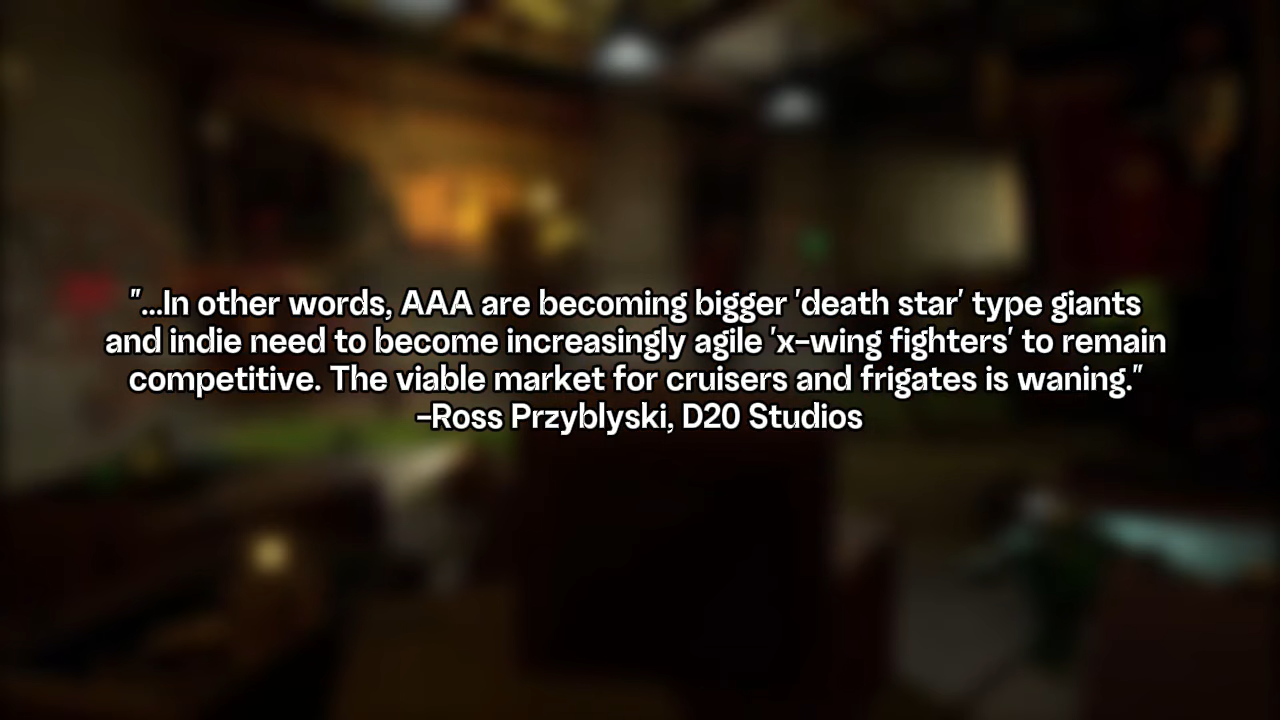 "...In other words, AAA are becoming bigger 'death star' type giants
and indie need to become increasingly agile 'x-wing fighters' to remain
competitive. The viable market for cruisers and frigates is waning."
-Ross Przyblyski, D20 Studios